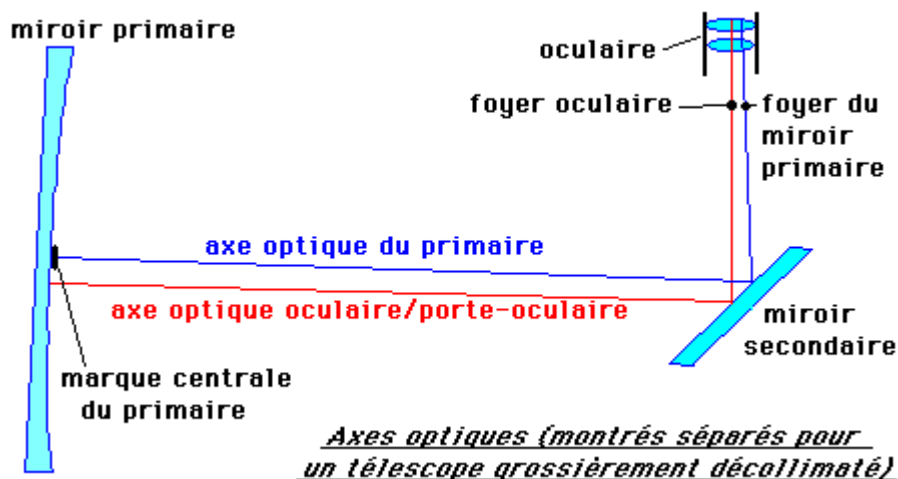 miroir primaire
oculaire
foyer oculaire
foyer du
miroir
primaire
axe optique du primaire
axe optique oculaire/porte-oculaire
miroir
secondaire
marque centrale
du primaire
Axes optiques (montrés séparés pour
un télescope grossièrement décollimaté)